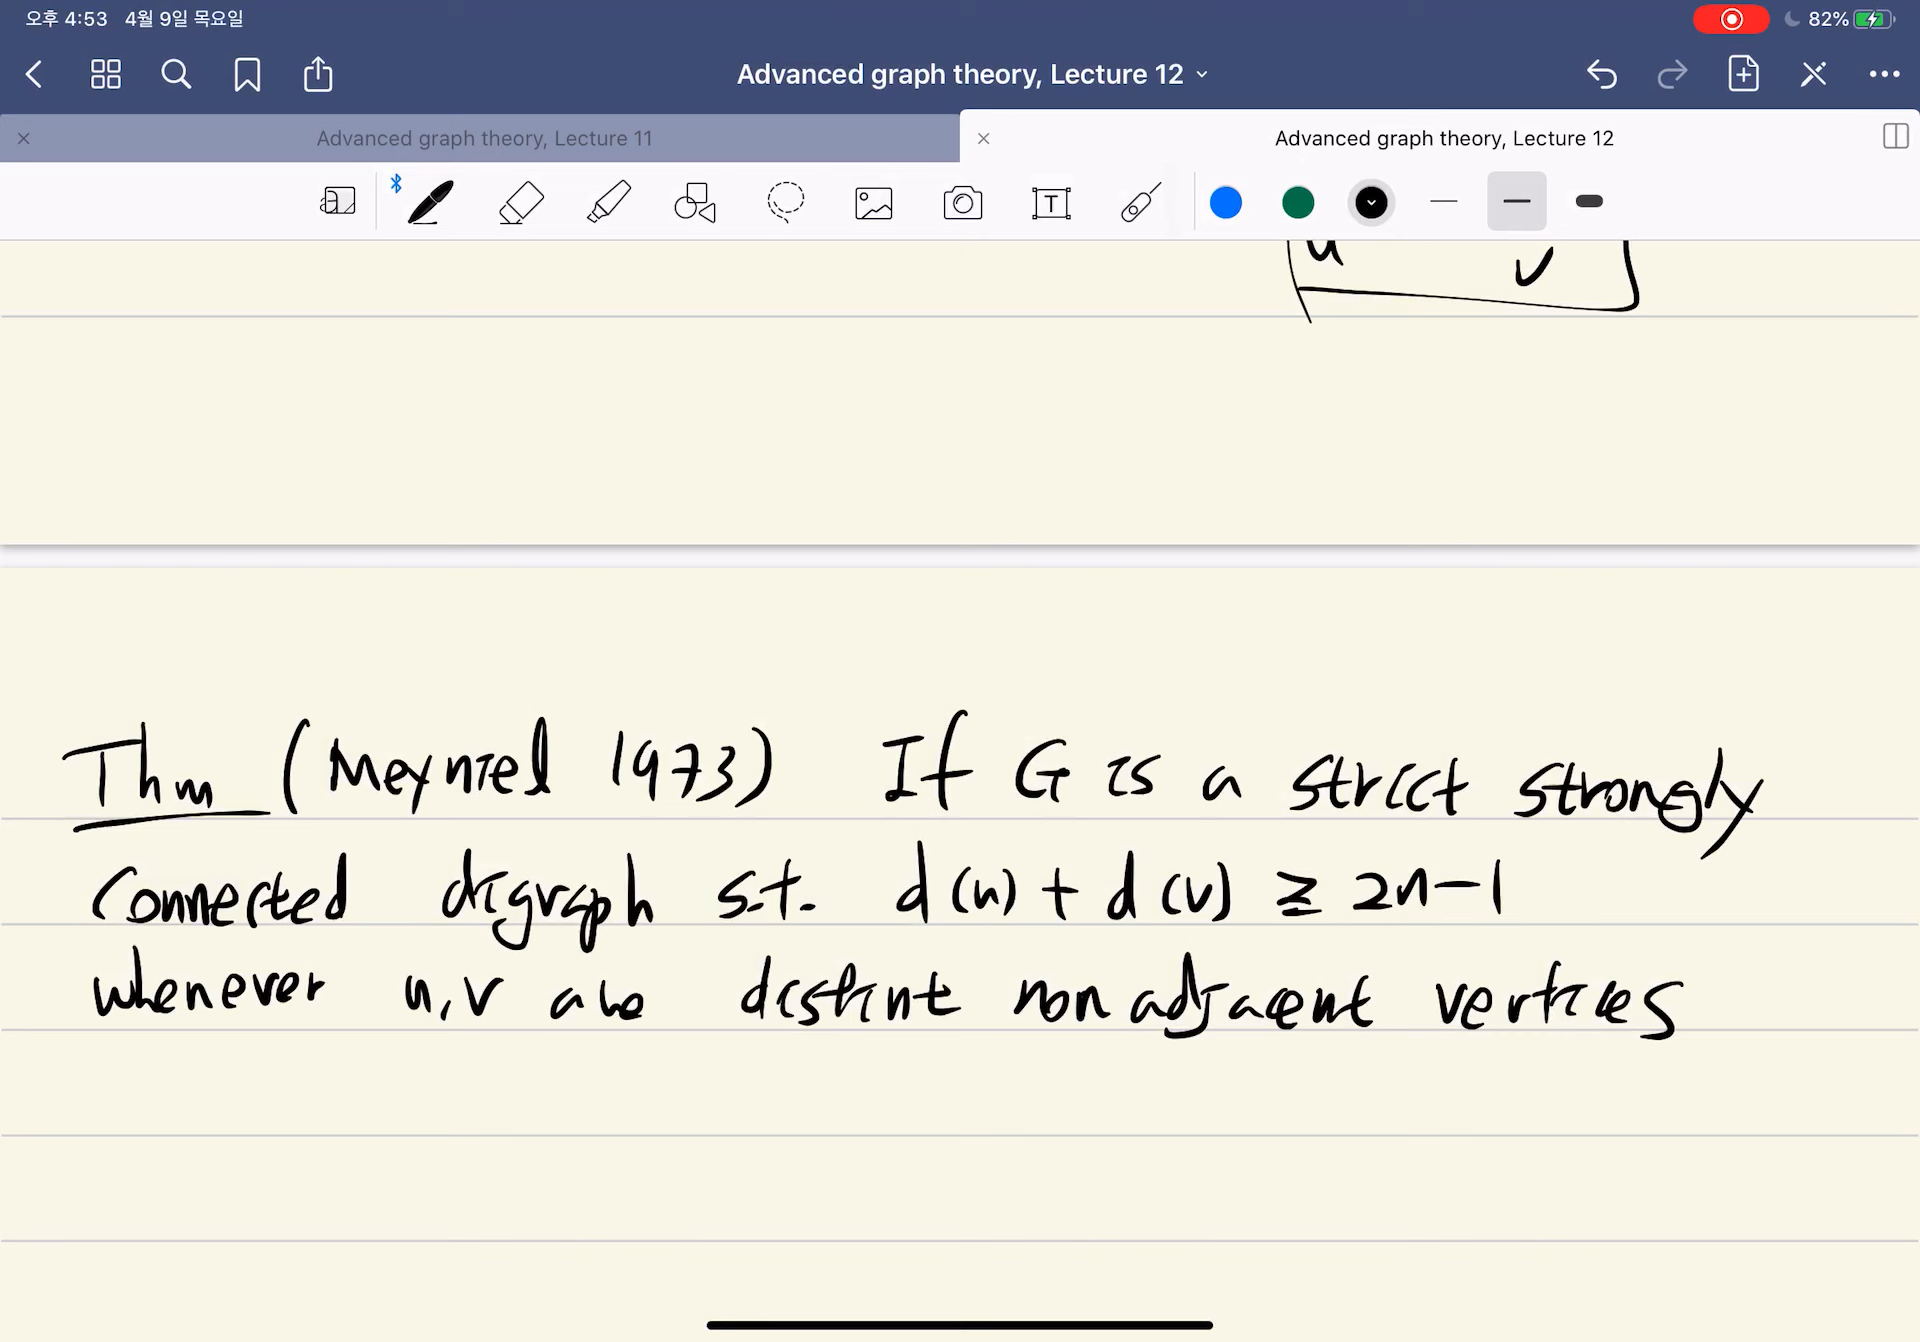 오후 4:53 4월 9일 목요일
82%
Advanced graph theory, Lecture 12
Advanced graph theory, Lecture 11
Advanced graph theory, Lecture 12
a
T
u v
Thm (Meyniel 1973) If G is a strict strongly
connected digraph s.t. d(u) + d(v) ≥ 2n-1
whenever u, v are distinct nonadjacent vertices